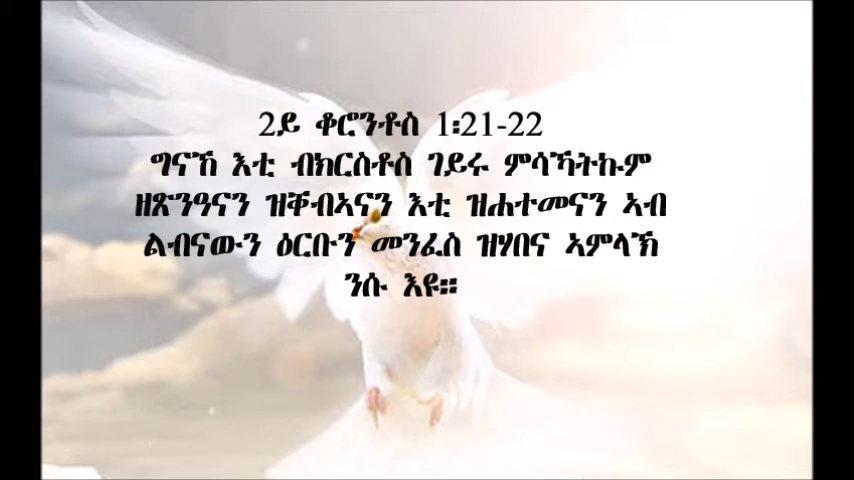 2ይ ቆሮንቶስ 1፡21-22
ግናኸ እቲ ብክርስቶስ ገይሩ ምሳኻትኩም
ዘጽንዓናን ዝቐብኣናን እቲ ዝሐተመናን ኣብ
ልብናውን ዕርቡን መንፈስ ዝሃበና ኣምላኽ
ንሱ እዩ።